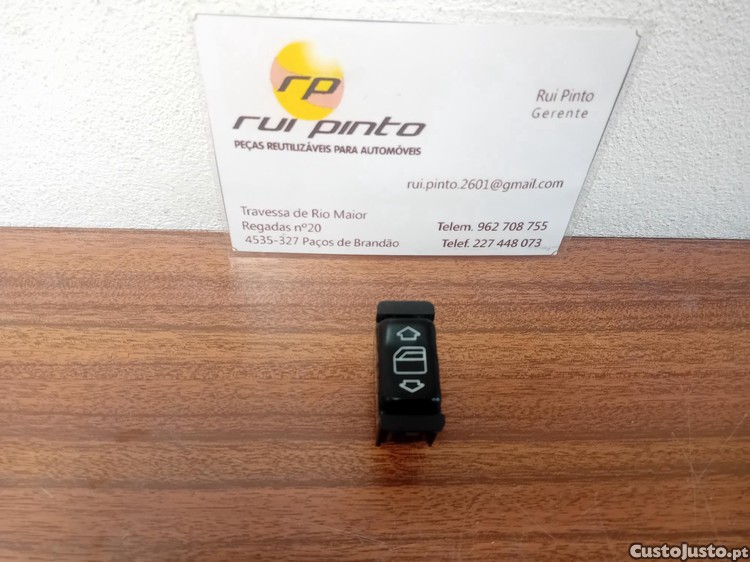 rp
rui pinto
PEÇAS REUTILIZÁVEIS PARA AUTOMÓVEIS
Rui Pinto
Gerente
rui.pinto.2601@gmail.com
Travessa de Rio Maior
Regadas nº20
4535-327 Paços de Brandão
Telem. 962 708 755
Telef. 227 448 073
CustoJusto.pt